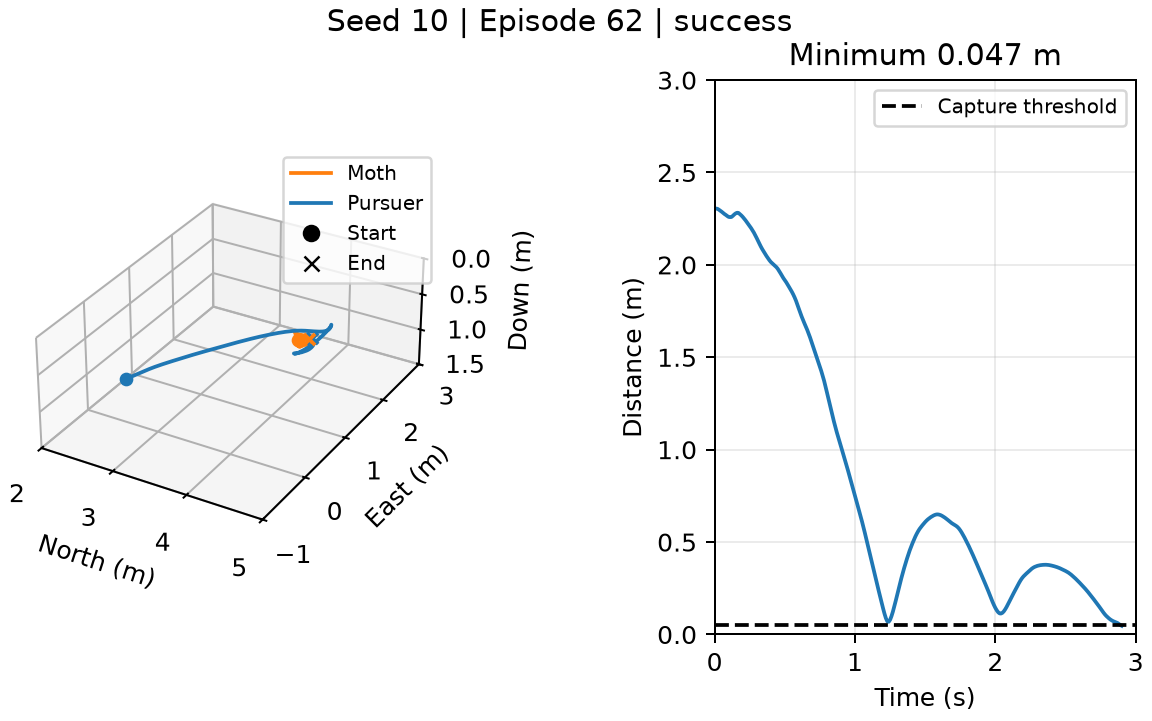 Seed 10 | Episode 62 | success
Moth
Pursuer
Start
End
0.0
0.5
1.0
1.5
Down (m)
3
2
1
0
−1
East (m)
2
3
4
5
North (m)
Minimum 0.047 m
Capture threshold
3.0
2.5
2.0
1.5
1.0
0.5
0.0
Distance (m)
0
1
2
3
Time (s)